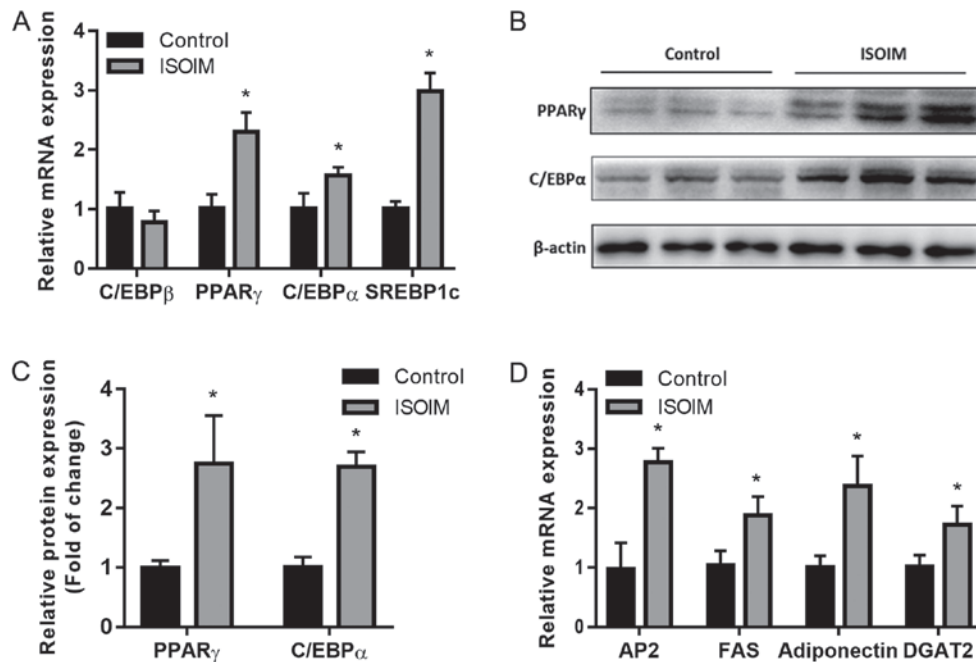 A
Control
ISOIM
Relative mRNA expression
4
3
2
1
0
* * *
C/EBPβ PPARγ C/EBPα SREBP1c
B
Control ISOIM
PPARγ
C/EBPα
β-actin
C
Control
ISOIM
Relative protein expression
(Fold of change)
4
3
2
1
0
* *
PPARγ C/EBPα
D
Control
ISOIM
Relative mRNA expression
4
3
2
1
0
* * * *
AP2 FAS Adiponectin DGAT2